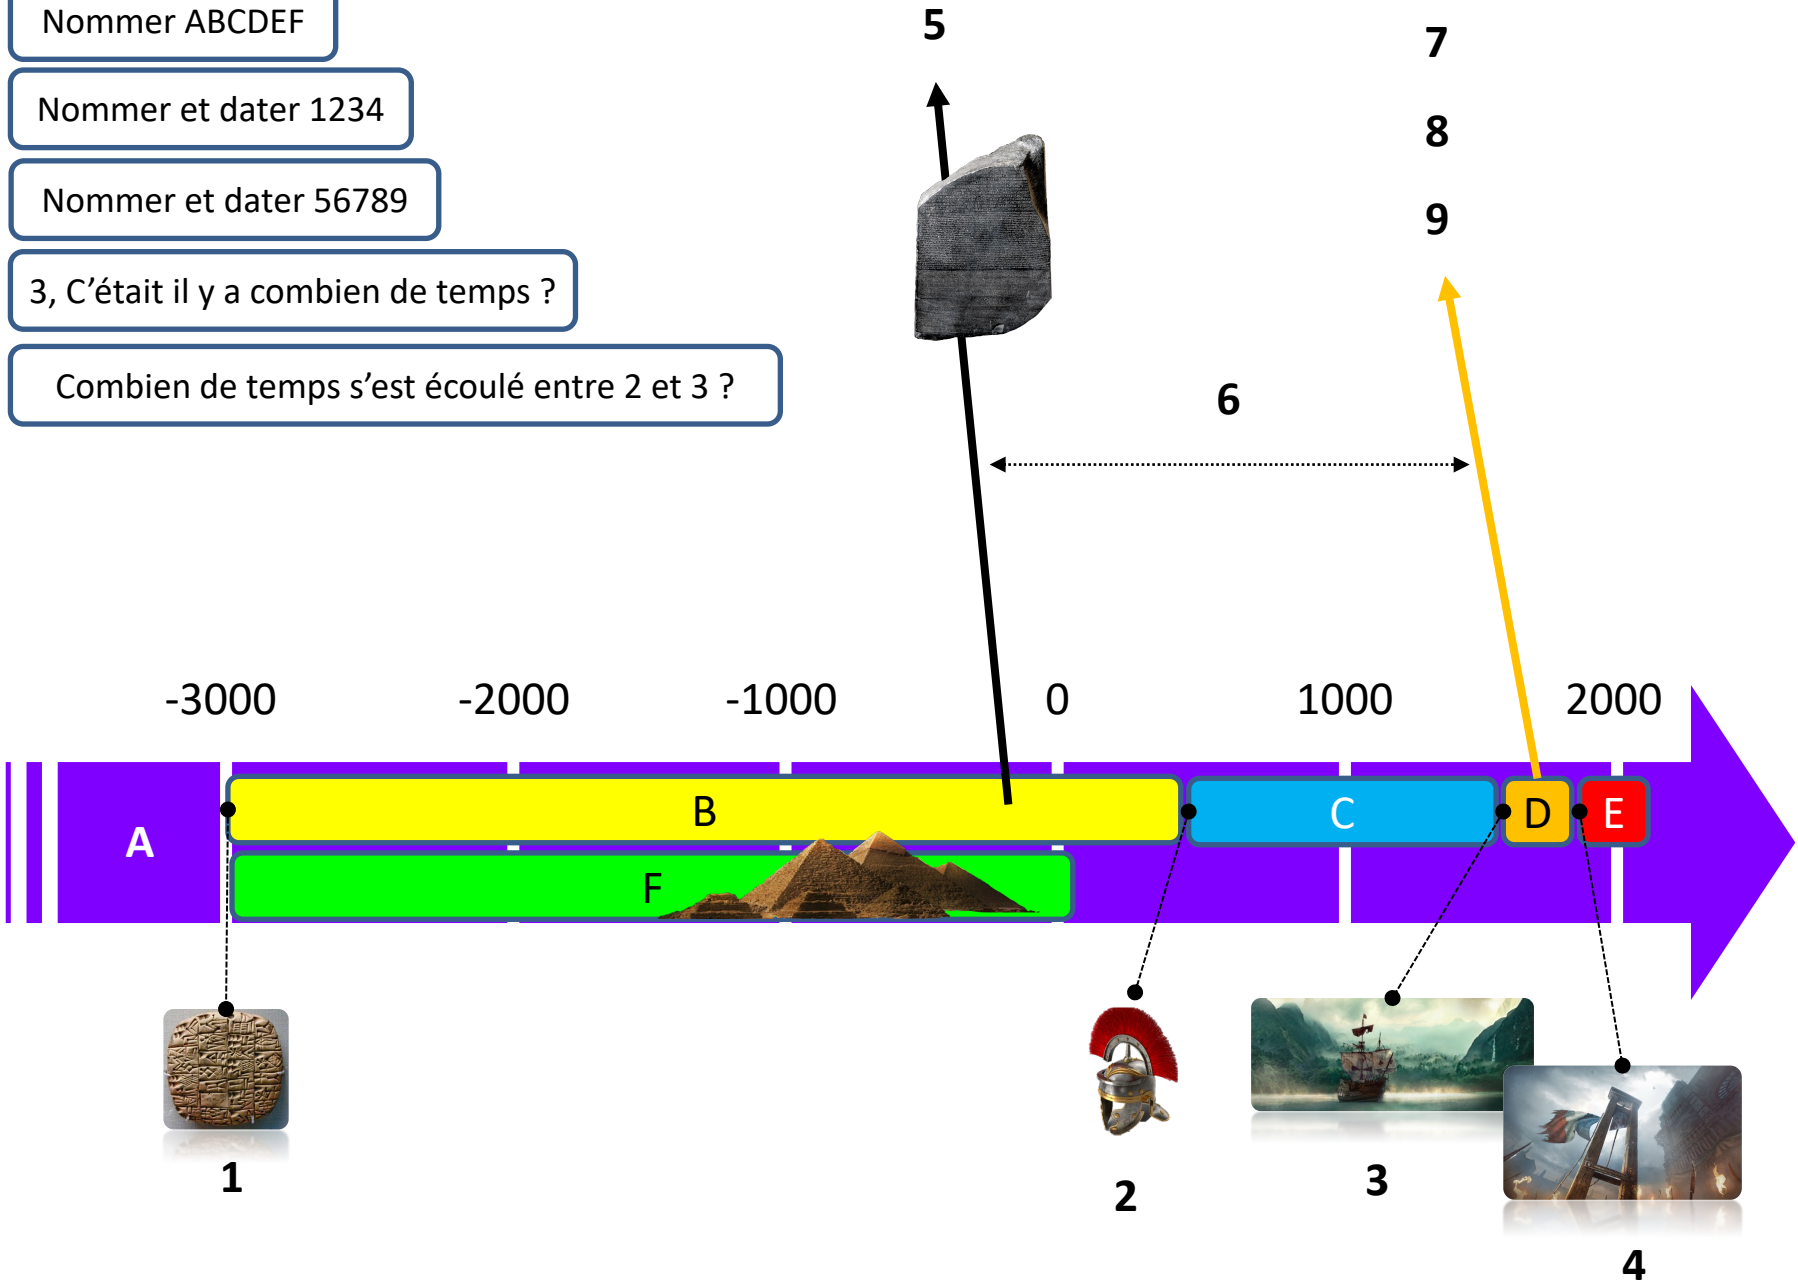 Nommer ABCDEF
Nommer et dater 1234
Nommer et dater 56789
3, C'était il y a combien de temps ?
Combien de temps s'est écoulé entre 2 et 3 ?
5
7
8
9
6
-3000 -2000 -1000 0 1000 2000
A B C D E
F
1
2
3
4